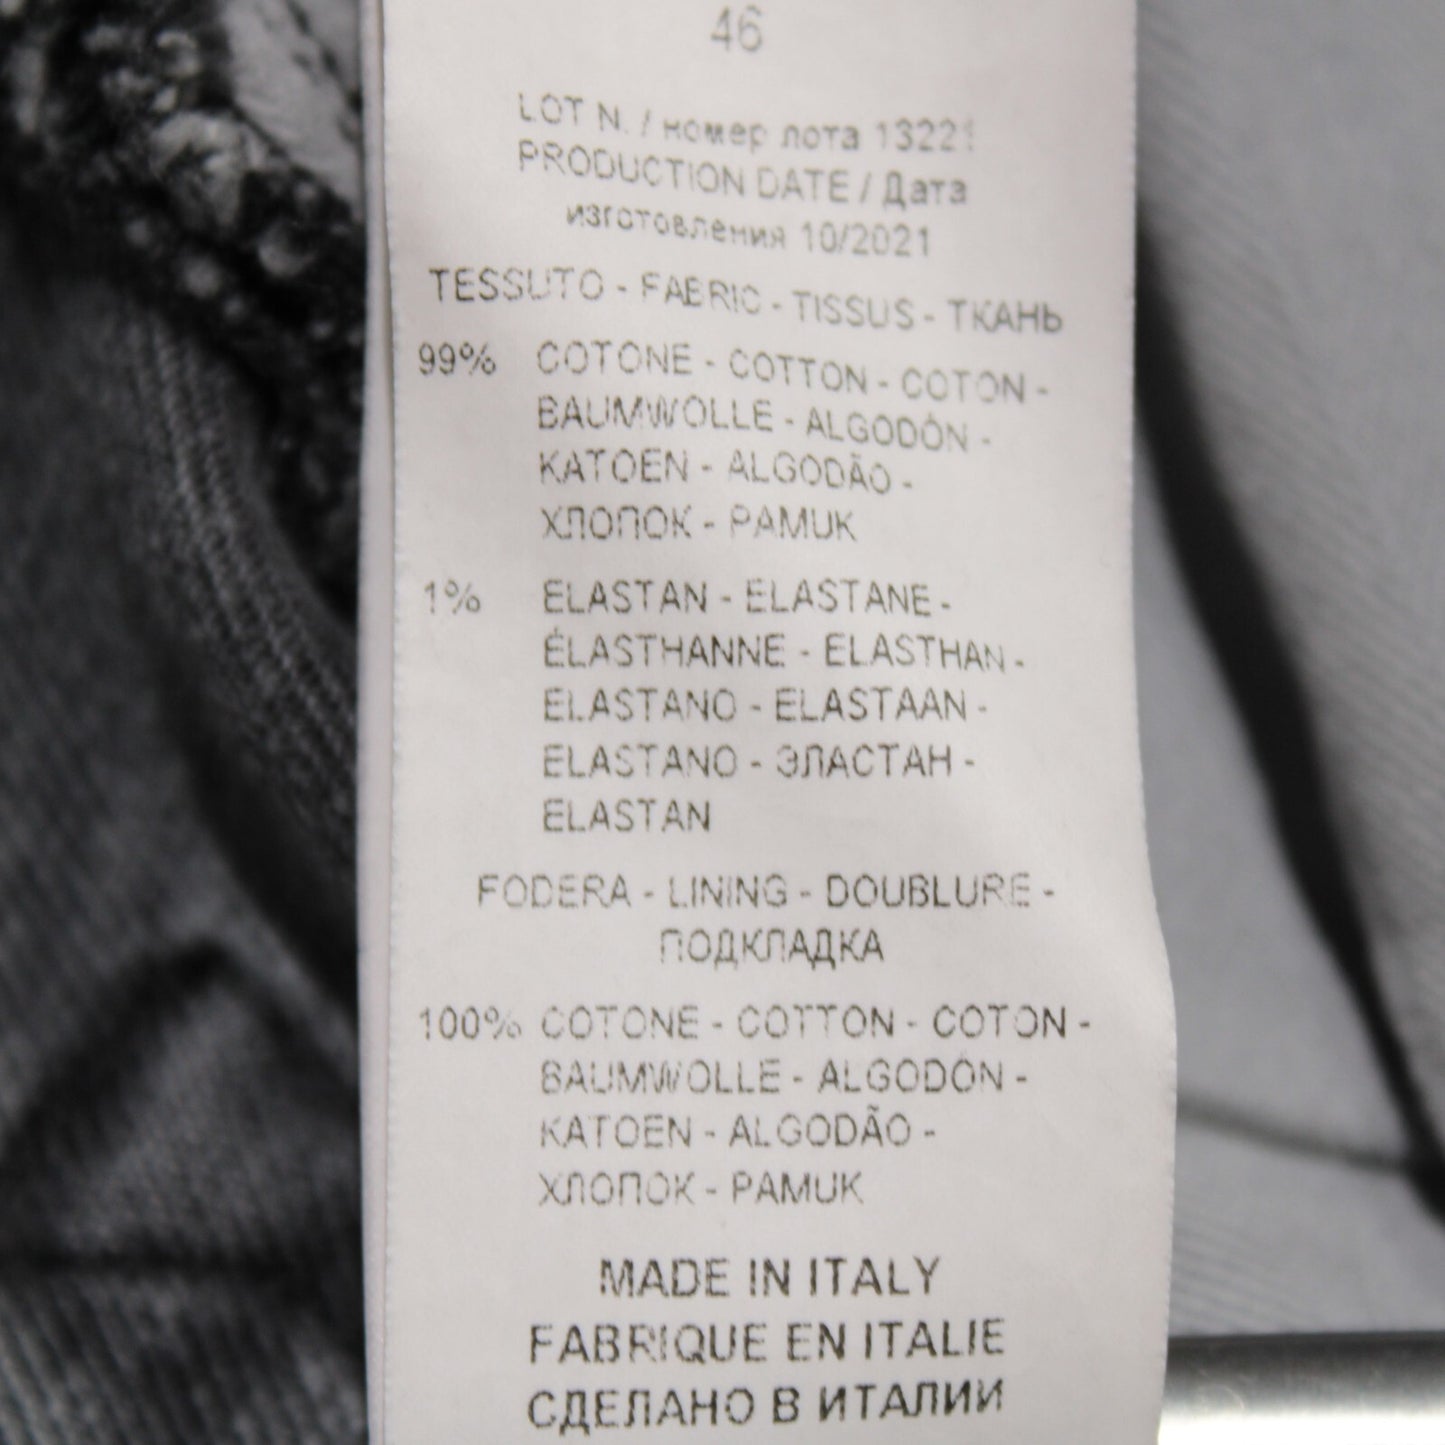 46
LOT N. / номер лота 13221
PRODUCTION DATE / Дата
изготовления 10/2021
TESSUTO - FABRIC - TISSUS - ТКАНЬ
99% COTONE - COTTON - COTON -
BAUMWOLLE - ALGODÓN -
KATOEN - ALGODÃO -
ХЛОПОК - PAMUK
1% ELASTAN - ELASTANE -
ÉLASTHANNE - ELASTHAN -
ELASTANO - ELASTAAN -
ELASTANO - ЭЛАСТАН -
ELASTAN
FODERA - LINING - DOUBLURE -
ПОДКЛАДКА
100% COTONE - COTTON - COTON -
BAUMWOLLE - ALGODÓN -
KATOEN - ALGODÃO -
ХЛОПОК - PAMUK
MADE IN ITALY
FABRIQUE EN ITALIE
СДЕЛАНО В ИТАЛИИ